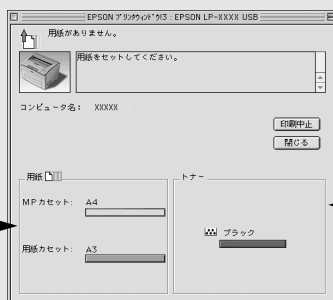 EPSON プリンタウィンドウ!3 : EPSON LP-XXXX USB
用紙がありません。
用紙をセットしてください。
コンピュータ名： XXXXX
印刷中止
閉じる
用紙
MPカセット: A4
用紙カセット: A3
トナー
ブラック